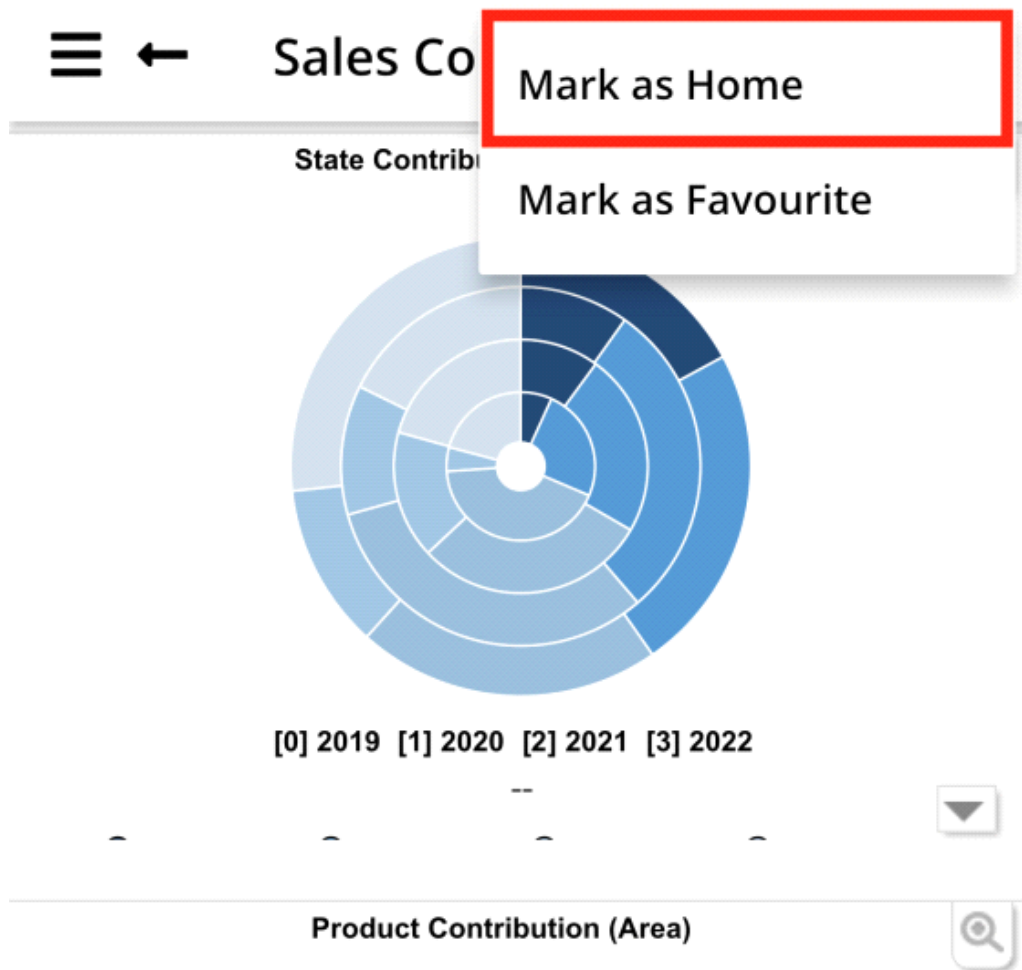 Sales Co
Mark as Home
Mark as Favourite
State Contribu
[0] 2019 [1] 2020 [2] 2021 [3] 2022
--
Product Contribution (Area)